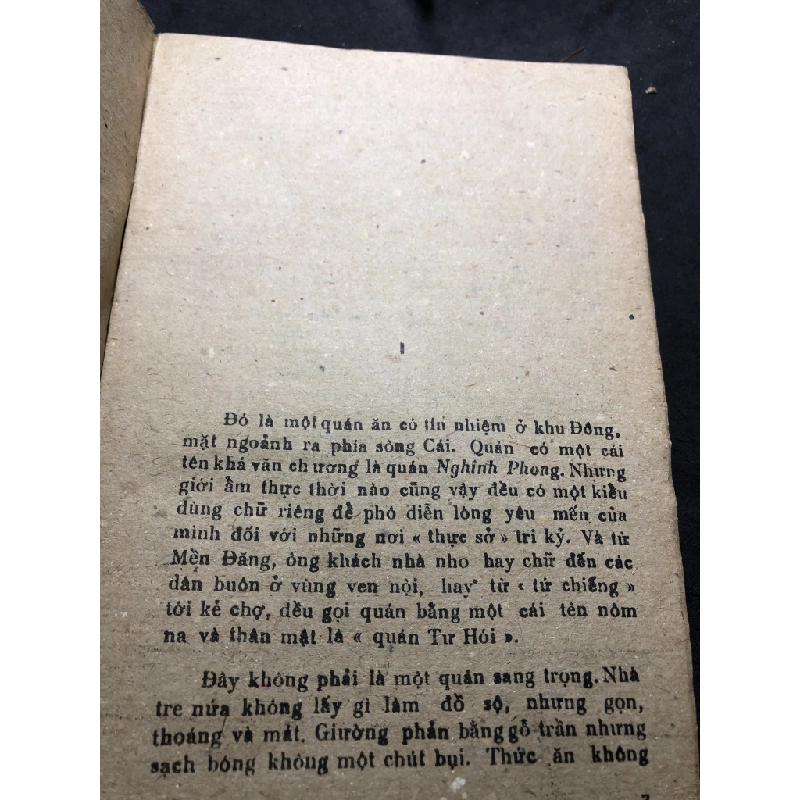 I
Đó là một quán ăn có tín nhiệm ở khu Đông,
mặt ngoảnh ra phía sông Cái. Quán có một cái
tên khá văn chương là quán Nghinh Phong. Nhưng
giới ẩm thực thời nào cũng vậy đều có một kiểu
dùng chữ riêng để phô diễn lòng yêu mến của
mình đối với những nơi « thực sở » tri kỷ. Và từ
Mền Đăng, ông khách nhà nho hay chữ đến các
dân buôn ở vùng ven nội, hay từ « tứ chiếng »
tới kẻ chợ, đều gọi quán bằng một cái tên nôm
na và thân mật là « quán Tư Hói ».
Đây không phải là một quán sang trọng. Nhà
tre nứa không lấy gì làm đồ sộ, nhưng gọn,
thoáng và mát. Giường phản bằng gỗ trần nhưng
sạch bóng không một chút bụi. Thức ăn không